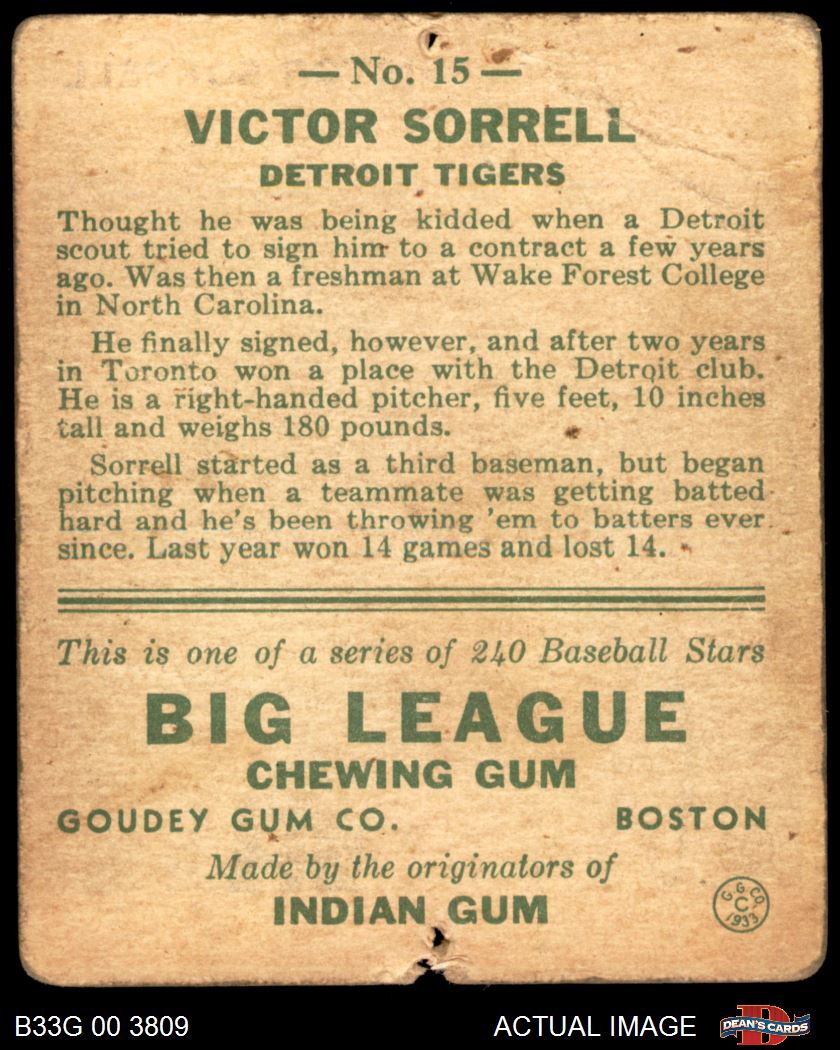 — No. 15 —
VICTOR SORRELL
DETROIT TIGERS
Thought he was being kidded when a Detroit
scout tried to sign him to a contract a few years
ago. Was then a freshman at Wake Forest College
in North Carolina.
He finally signed, however, and after two years
in Toronto won a place with the Detroit club.
He is a right-handed pitcher, five feet, 10 inches
tall and weighs 180 pounds.
Sorrell started as a third baseman, but began
pitching when a teammate was getting batted
hard and he's been throwing 'em to batters ever
since. Last year won 14 games and lost 14.
This is one of a series of 240 Baseball Stars
BIG LEAGUE
CHEWING GUM
GOUDEY GUM CO. BOSTON
Made by the originators of
INDIAN GUM
G. G. CO.
C
1933
B33G 00 3809 ACTUAL IMAGE D DEAN'S CARDS